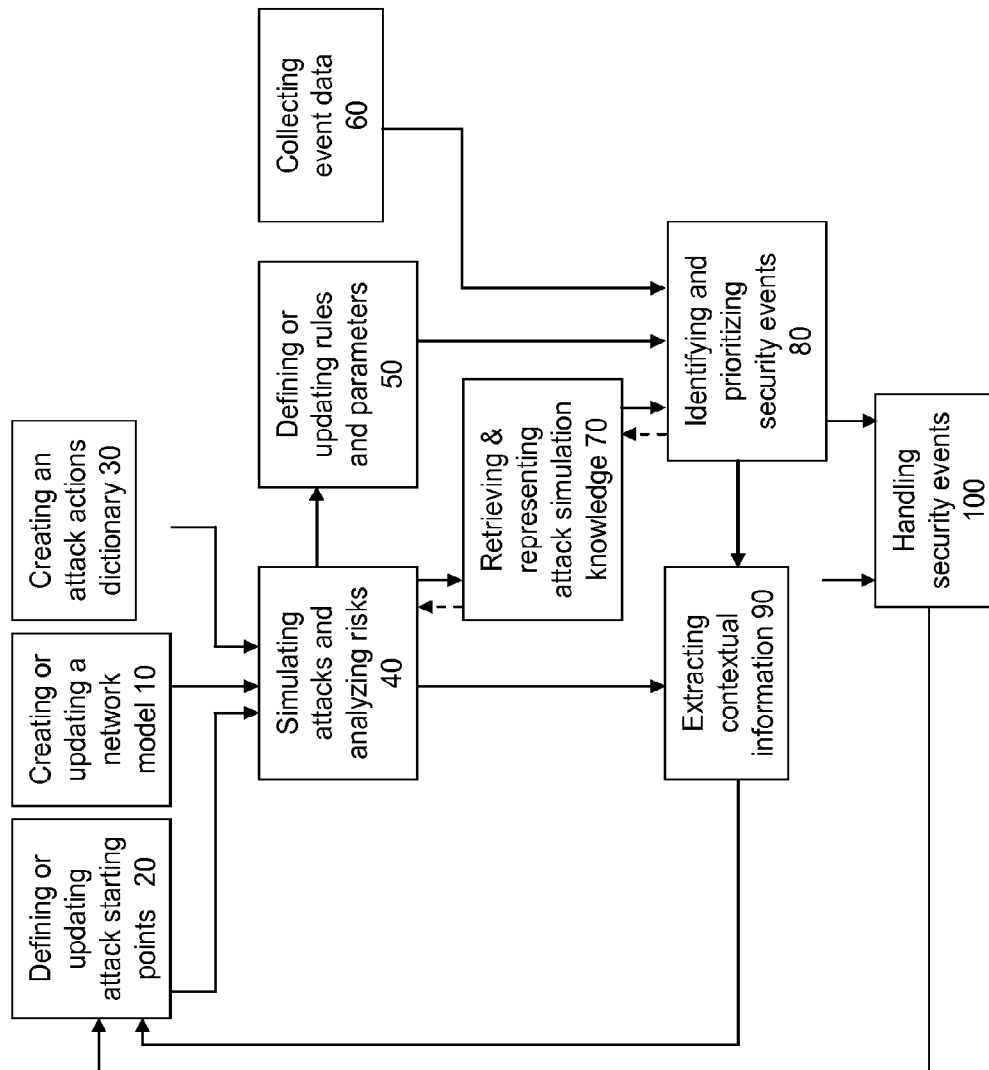 Defining or
updating
attack starting
points 20
Creating or
updating a
network
model 10
Creating an
attack actions
dictionary 30
Simulating
attacks and
analyzing risks
40
Defining or
updating rules
and parameters
50
Collecting
event data
60
Retrieving &
representing
attack simulation
knowledge 70
Extracting
contextual
information 90
Identifying and
prioritizing
security events
80
Handling
security events
100